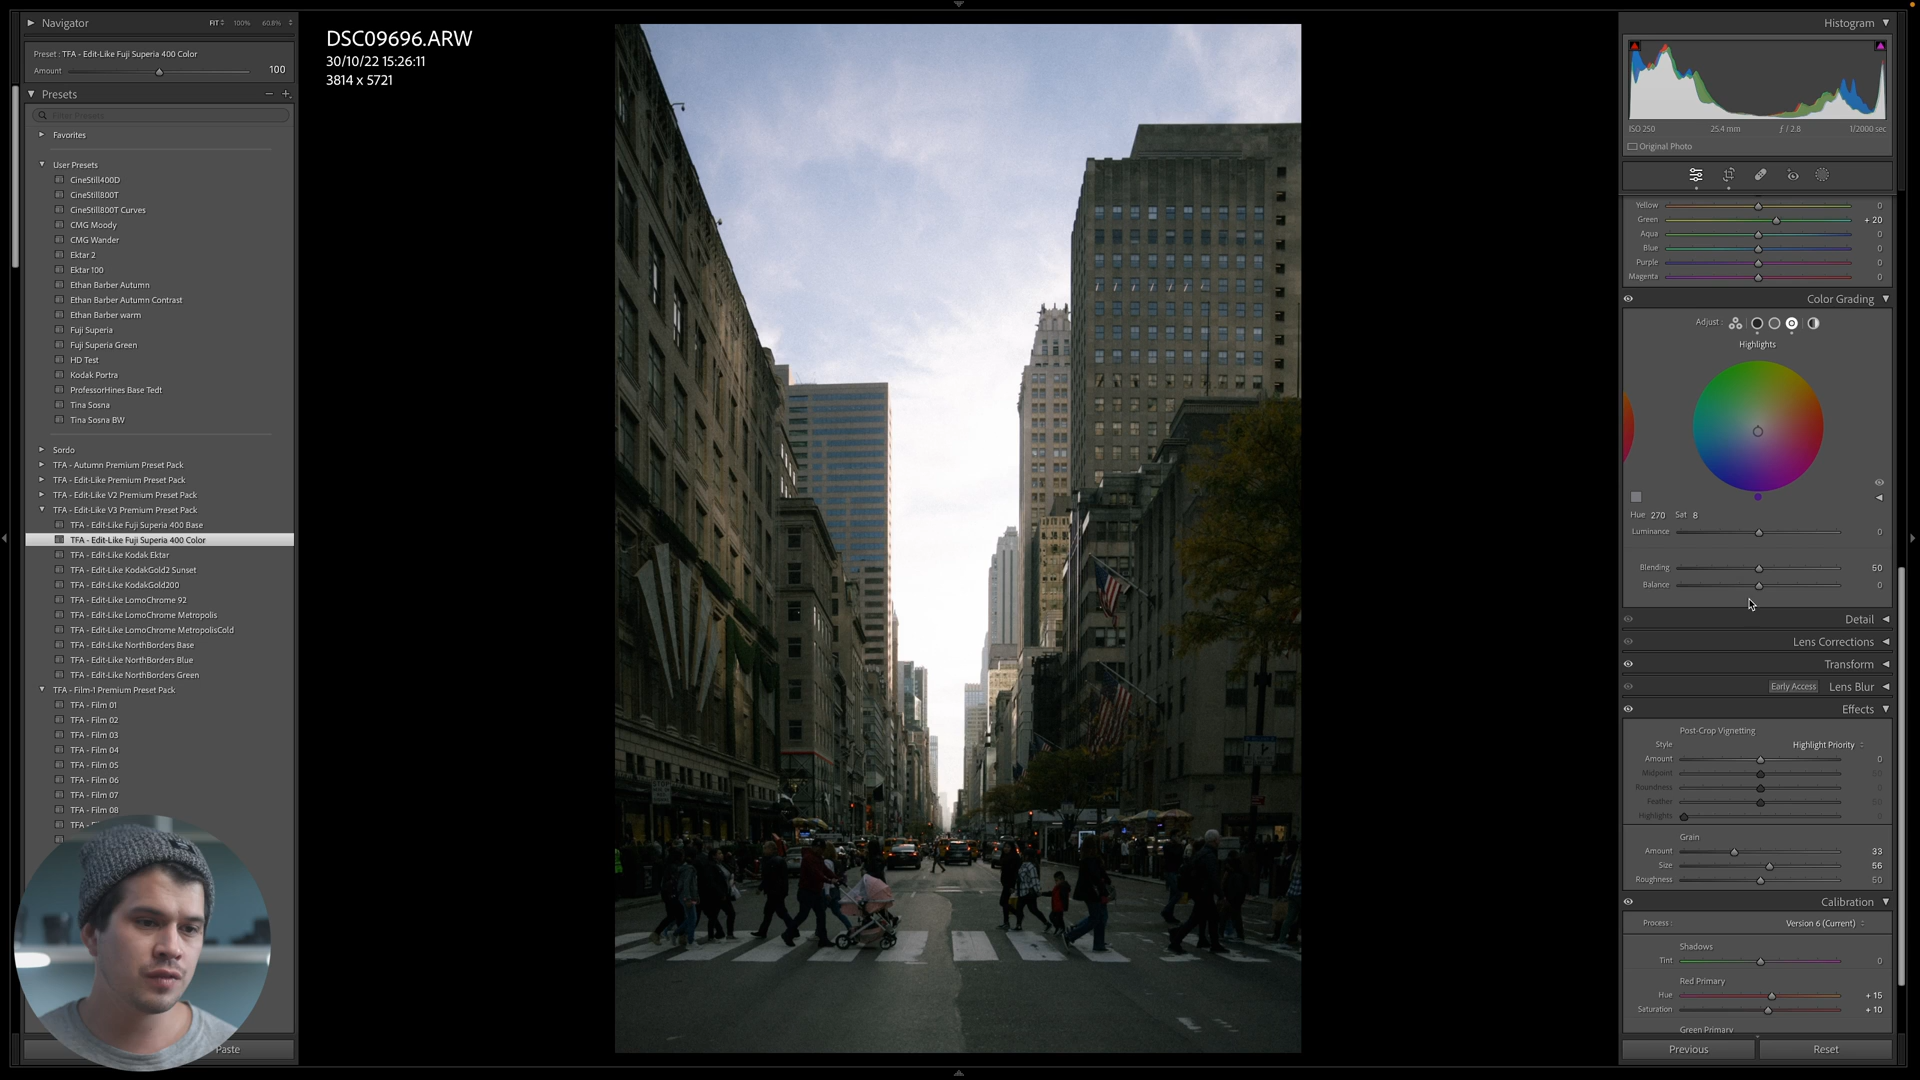 Navigator
FIT
100%
60.8%
Preset : TFA - Edit-Like Fuji Superia 400 Color
Amount
100
Presets
Filter Presets
Favorites
User Presets
CineStill400D
CineStill800T
CineStill800T Curves
CMG Moody
CMG Wander
Ektar 2
Ektar 100
Ethan Barber Autumn
Ethan Barber Autumn Contrast
Ethan Barber warm
Fuji Superia
Fuji Superia Green
HD Test
Kodak Portra
ProfessorHines Base Tedt
Tina Sosna
Tina Sosna BW
Sordo
TFA - Autumn Premium Preset Pack
TFA - Edit-Like Premium Preset Pack
TFA - Edit-Like V2 Premium Preset Pack
TFA - Edit-Like V3 Premium Preset Pack
TFA - Edit-Like Fuji Superia 400 Base
TFA - Edit-Like Fuji Superia 400 Color
TFA - Edit-Like Kodak Ektar
TFA - Edit-Like KodakGold2 Sunset
TFA - Edit-Like KodakGold200
TFA - Edit-Like LomoChrome 92
TFA - Edit-Like LomoChrome Metropolis
TFA - Edit-Like LomoChrome MetropolisCold
TFA - Edit-Like NorthBorders Base
TFA - Edit-Like NorthBorders Blue
TFA - Edit-Like NorthBorders Green
TFA - Film-1 Premium Preset Pack
TFA - Film 01
TFA - Film 02
TFA - Film 03
TFA - Film 04
TFA - Film 05
TFA - Film 06
TFA - Film 07
TFA - Film 08
TFA -
Paste
DSC09696.ARW
30/10/22 15:26:11
3814 x 5721
Histogram
ISO 250
25.4 mm
ƒ / 2.8
1/2000 sec
Original Photo
Yellow 0
Green + 20
Aqua 0
Blue 0
Purple 0
Magenta 0
Color Grading
Adjust :
Highlights
Hue 270 Sat 8
Luminance 0
Blending 50
Balance 0
Detail
Lens Corrections
Transform
Early Access Lens Blur
Effects
Post-Crop Vignetting
Style Highlight Priority
Amount 0
Midpoint
Roundness
Feather
Highlights
Grain
Amount 33
Size 56
Roughness 50
Calibration
Process : Version 6 (Current)
Shadows
Tint 0
Red Primary
Hue + 15
Saturation + 10
Green Primary
Previous
Reset